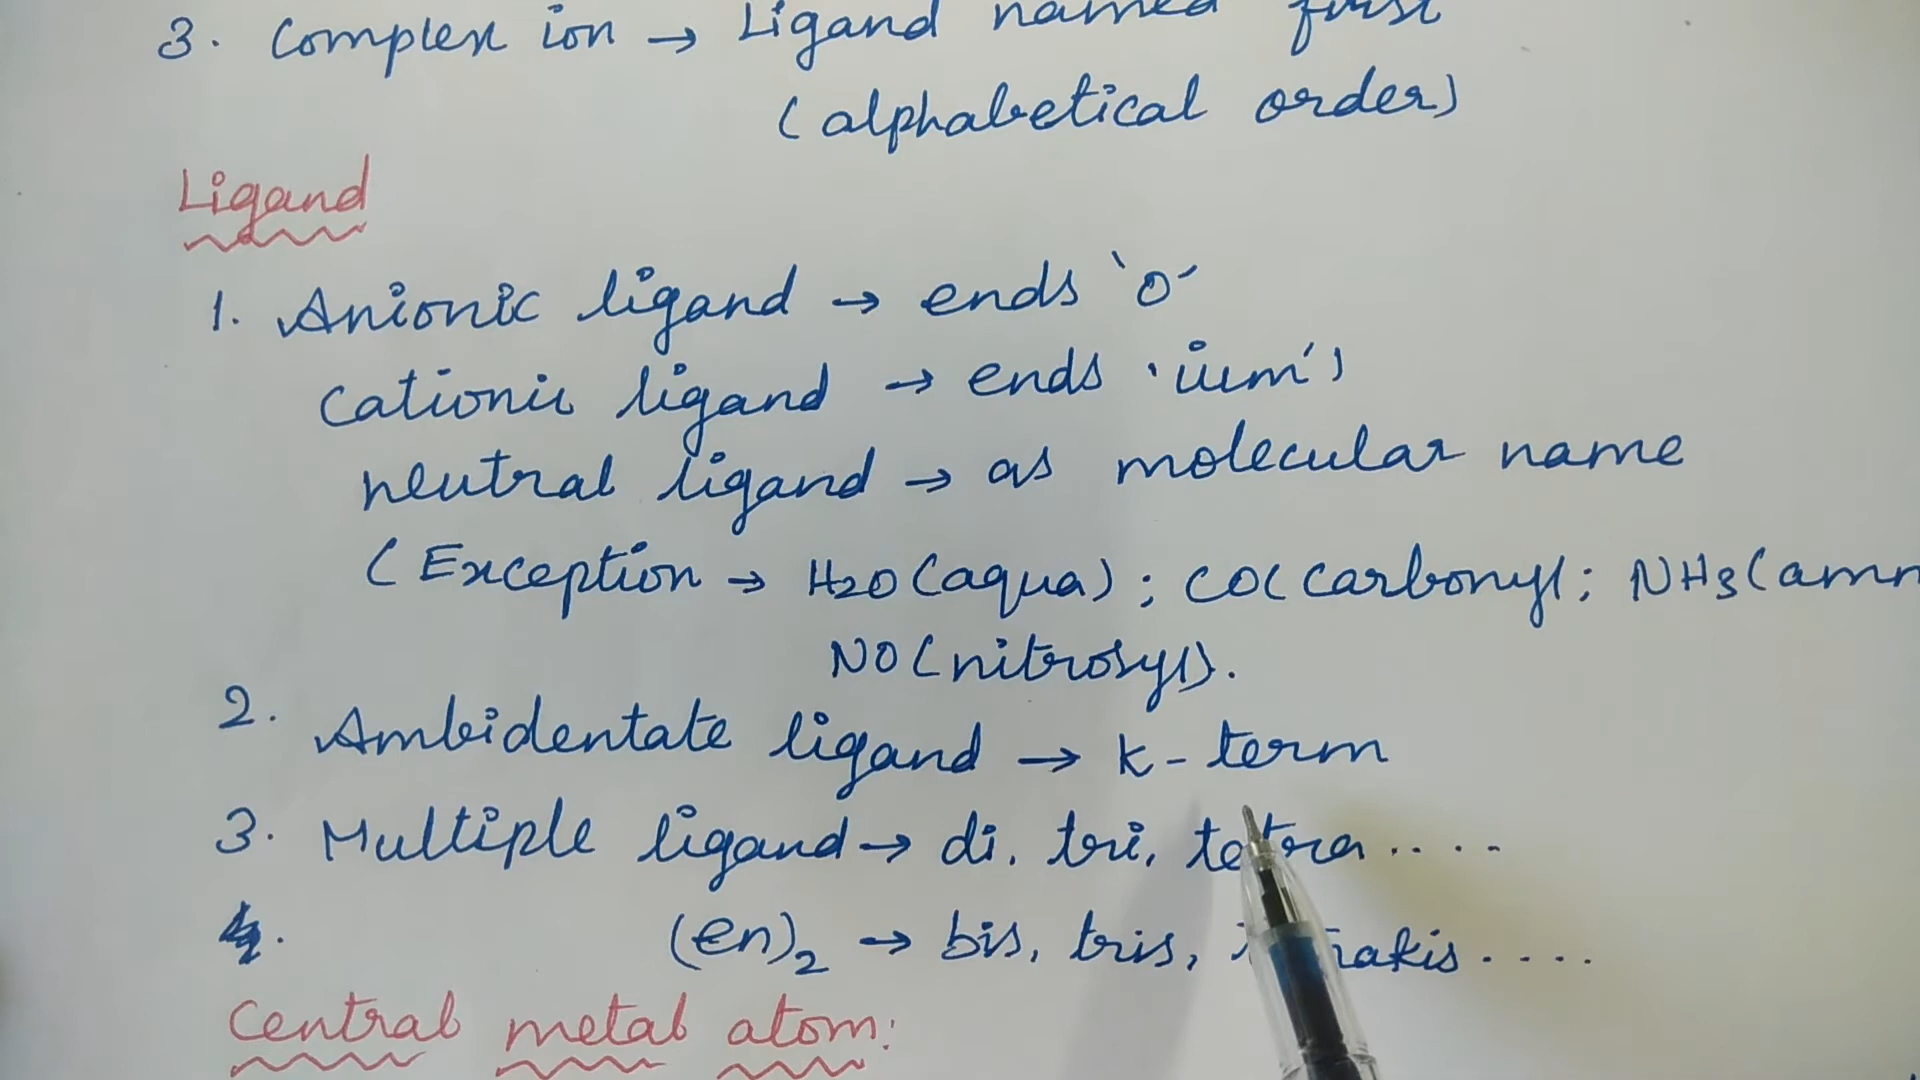 3. Complex ion → Ligand named first
(alphabetical order)
Ligand
1. Anionic ligand → ends 'o'
cationic ligand → ends 'ium'
neutral ligand → as molecular name
(Exception → H2O (aqua) ; CO( carbonyl ; NH3 (amm
NO (nitrosyl).
2. Ambidentate ligand → k-term
3. Multiple ligand → di, tri, tetra ....
4. (en)2 → bis, tris, ....
Central metal atom: